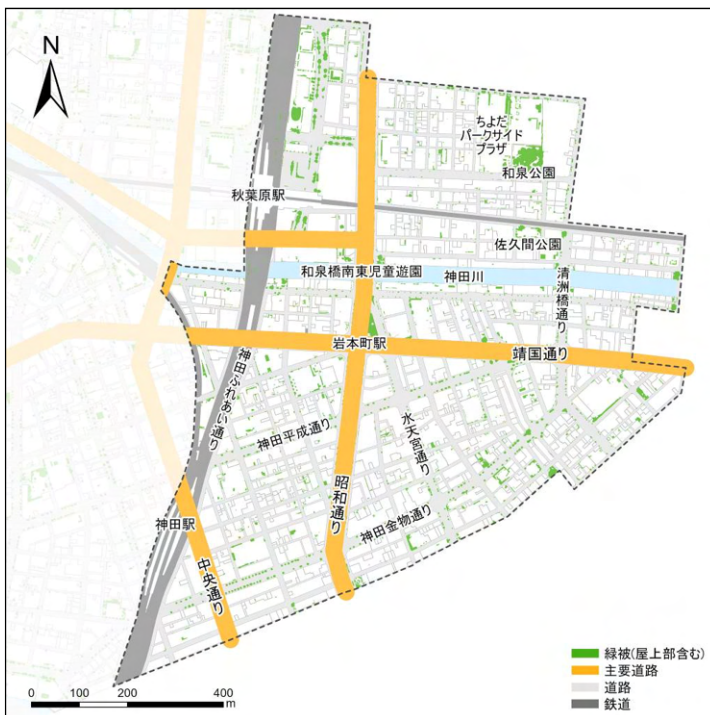 N
ちよだ
パークサイド
プラザ
和泉公園
秋葉原駅
佐久間公園
和泉橋南東児童遊園
神田川
清洲橋通り
岩本町駅
靖国通り
神田ふれあい通り
神田平成通り
水天宮通り
昭和通り
神田金物通り
神田駅
中央通り
緑被(屋上部含む)
主要道路
道路
鉄道
0 100 200 400
m